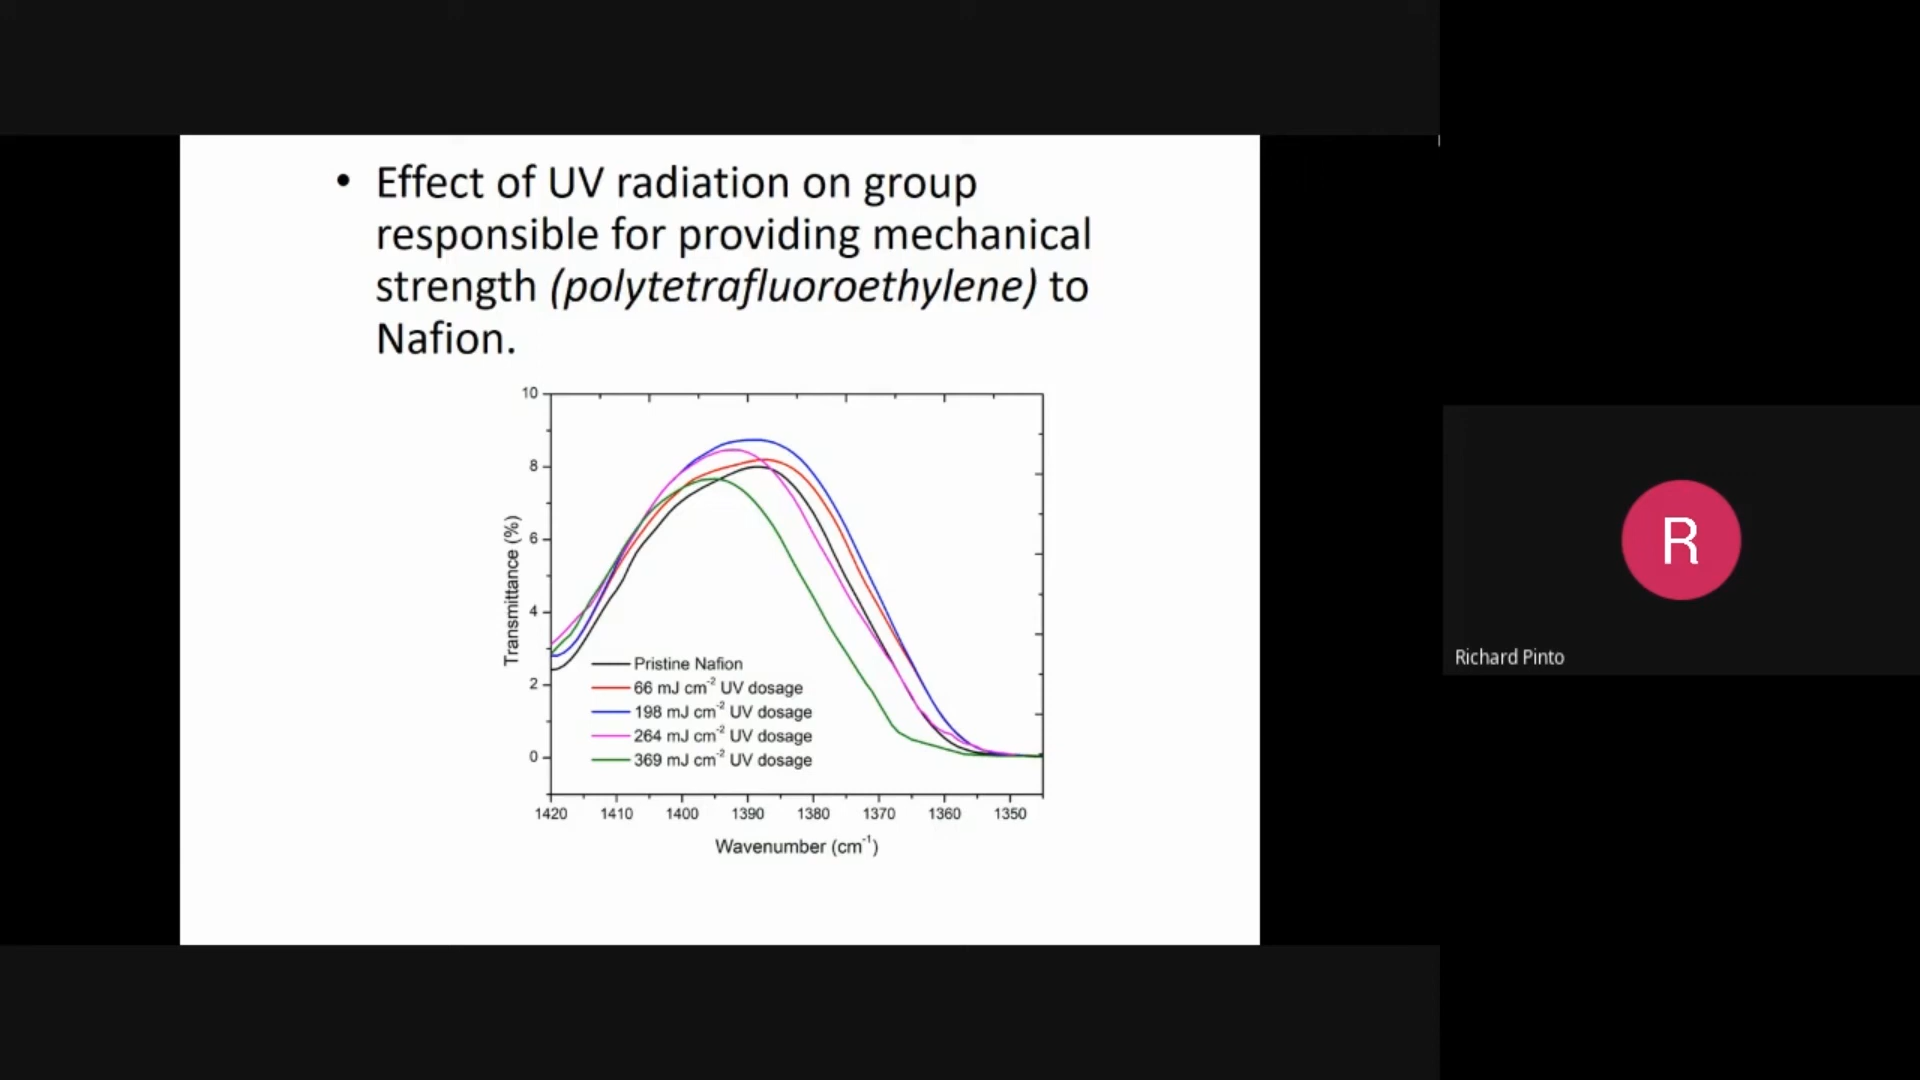 • Effect of UV radiation on group
responsible for providing mechanical
strength (polytetrafluoroethylene) to
Nafion.
10
8
6
4
2
0
Transmittance (%)
Pristine Nafion
66 mJ cm⁻² UV dosage
198 mJ cm⁻² UV dosage
264 mJ cm⁻² UV dosage
369 mJ cm⁻² UV dosage
1420 1410 1400 1390 1380 1370 1360 1350
Wavenumber (cm⁻¹)
R
Richard Pinto